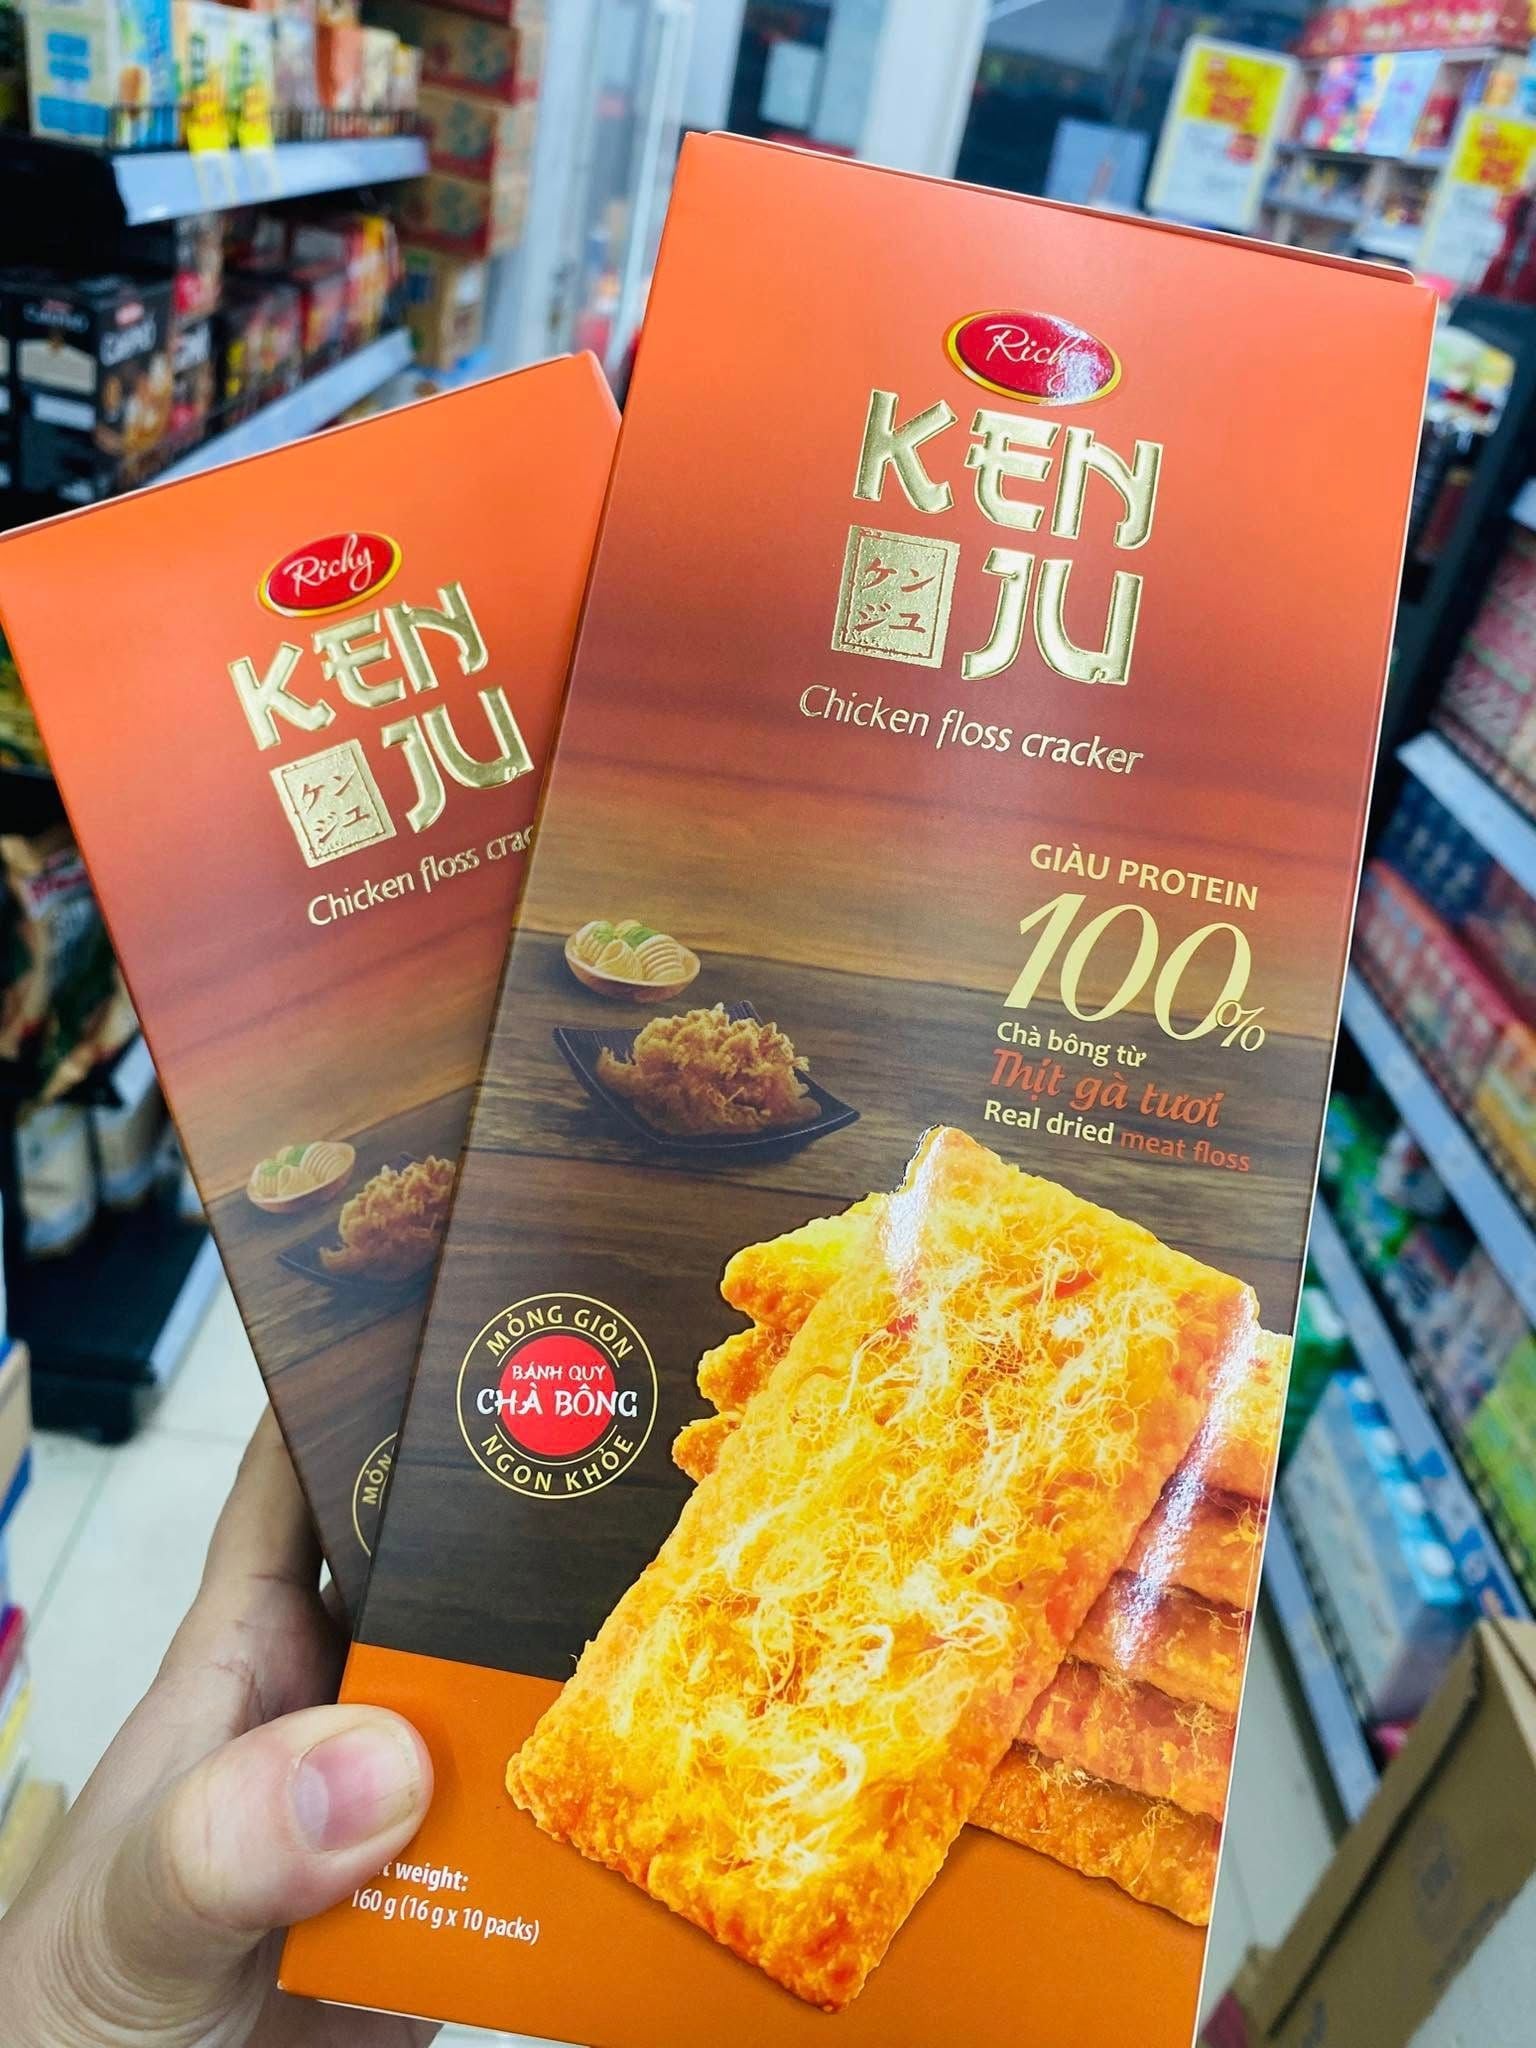 Richy
KEN
ケン
ジュ
JU
Chicken floss crac
MÒN
Richy
KEN
ケン
ジュ
JU
Chicken floss cracker
GIÀU PROTEIN
100%
Chà bông từ
Thịt gà tươi
Real dried meat floss
MỎNG GIÒN
BÁNH QUY
CHÀ BÔNG
NGON KHỎE
weight:
160 g (16 g x 10 packs)